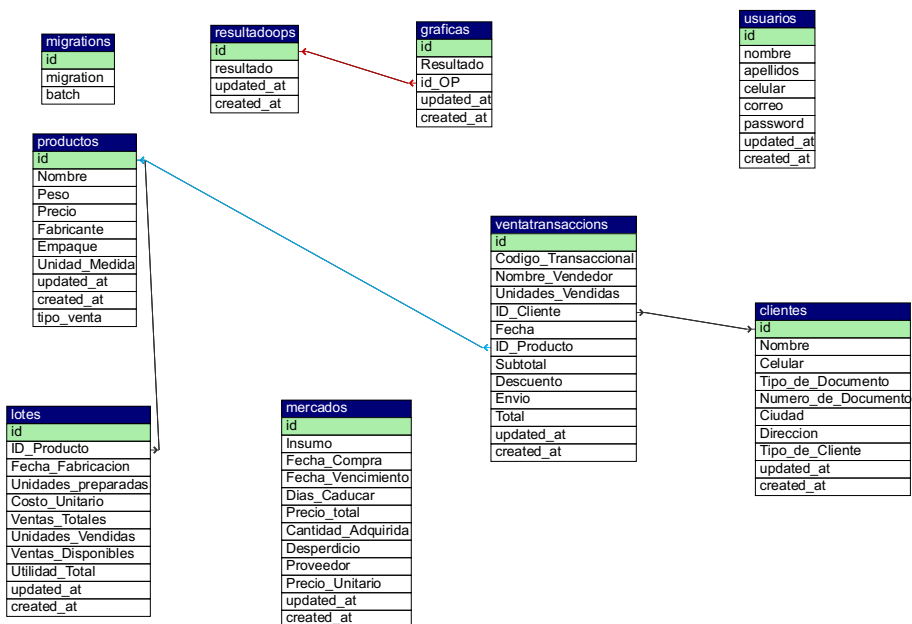 migrations
id
migration
batch
resultadoops
id
resultado
updated_at
created_at
graficas
id
Resultado
id_OP
updated_at
created_at
usuarios
id
nombre
apellidos
celular
correo
password
updated_at
created_at
productos
id
Nombre
Peso
Precio
Fabricante
Empaque
Unidad_Medida
updated_at
created_at
tipo_venta
ventatransaccions
id
Codigo_Transaccional
Nombre_Vendedor
Unidades_Vendidas
ID_Cliente
Fecha
ID_Producto
Subtotal
Descuento
Envio
Total
updated_at
created_at
clientes
id
Nombre
Celular
Tipo_de_Documento
Numero_de_Documento
Ciudad
Direccion
Tipo_de_Cliente
updated_at
created_at
lotes
id
ID_Producto
Fecha_Fabricacion
Unidades_preparadas
Costo_Unitario
Ventas_Totales
Unidades_Vendidas
Ventas_Disponibles
Utilidad_Total
updated_at
created_at
mercados
id
Insumo
Fecha_Compra
Fecha_Vencimiento
Dias_Caducar
Precio_total
Cantidad_Adquirida
Desperdicio
Proveedor
Precio_Unitario
updated_at
created_at